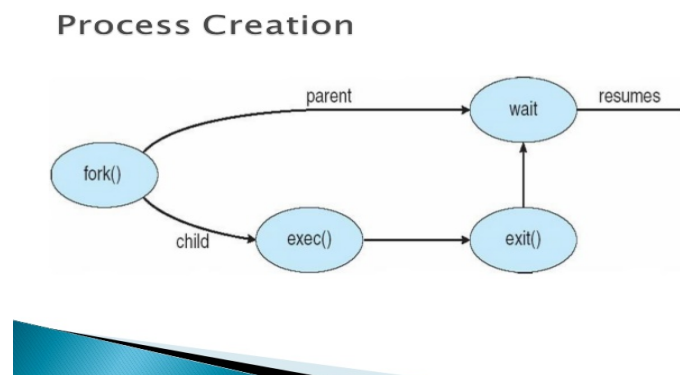 Process Creation
parent
wait
resumes
fork()
child
exec()
exit()